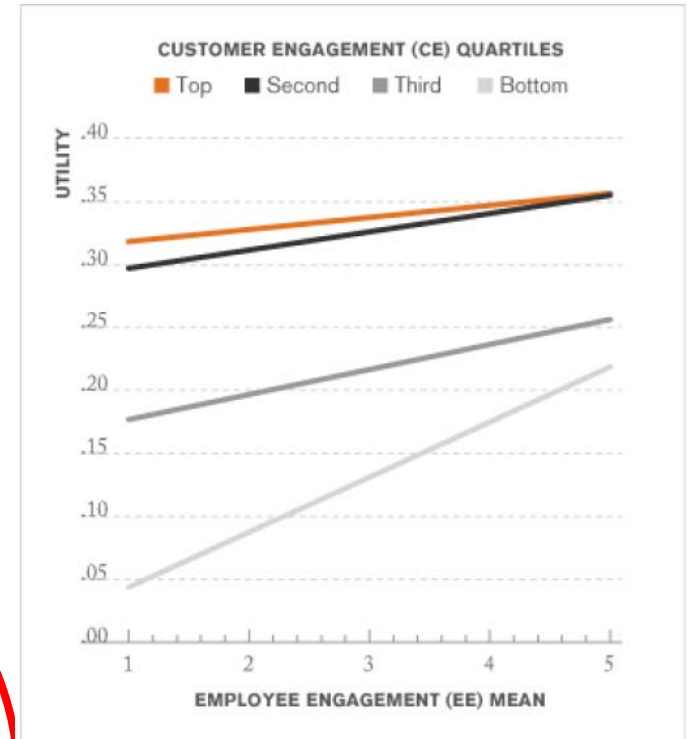 CUSTOMER ENGAGEMENT (CE) QUARTILES
Top Second Third Bottom
UTILITY
.40
.35
.30
.25
.20
.15
.10
.05
.00
1 2 3 4 5
EMPLOYEE ENGAGEMENT (EE) MEAN